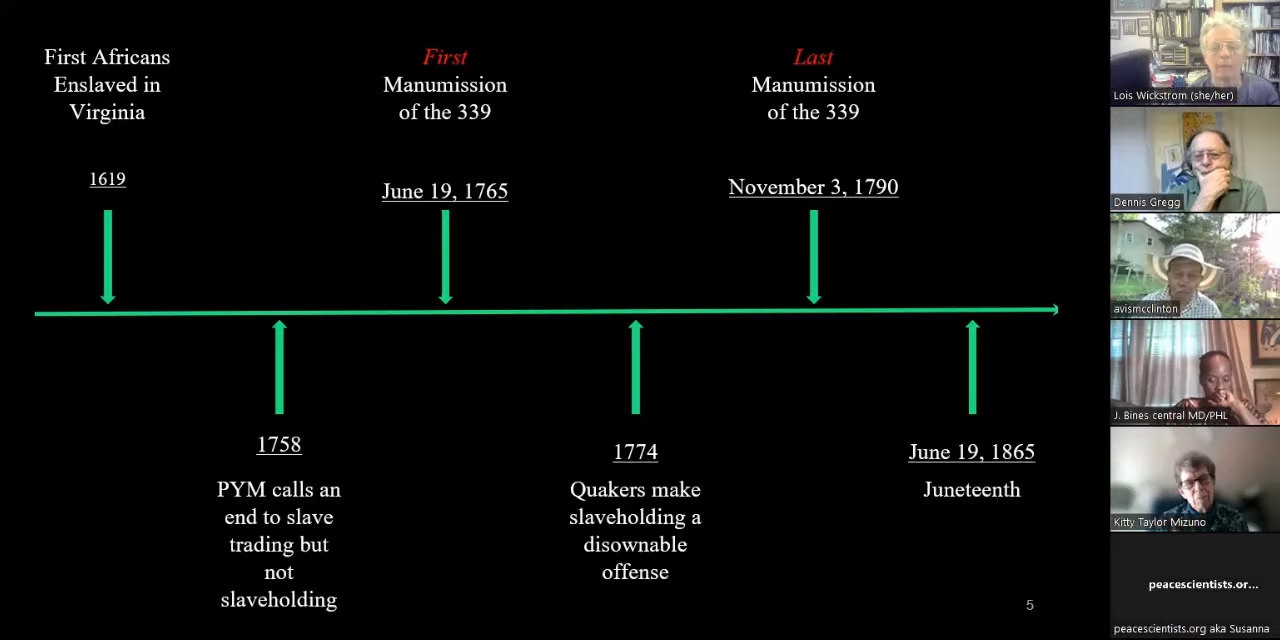 First Africans
Enslaved in
Virginia
1619
First
Manumission
of the 339
June 19, 1765
Last
Manumission
of the 339
November 3, 1790
1758
PYM calls an
end to slave
trading but
not
slaveholding
1774
Quakers make
slaveholding a
disownable
offense
June 19, 1865
Juneteenth
5
Lois Wickstrom (she/her)
Dennis Gregg
avismcclinton
J. Bines central MD/PHL
Kitty Taylor Mizuno
peacescientists.or...
peacescientists.org aka Susanna